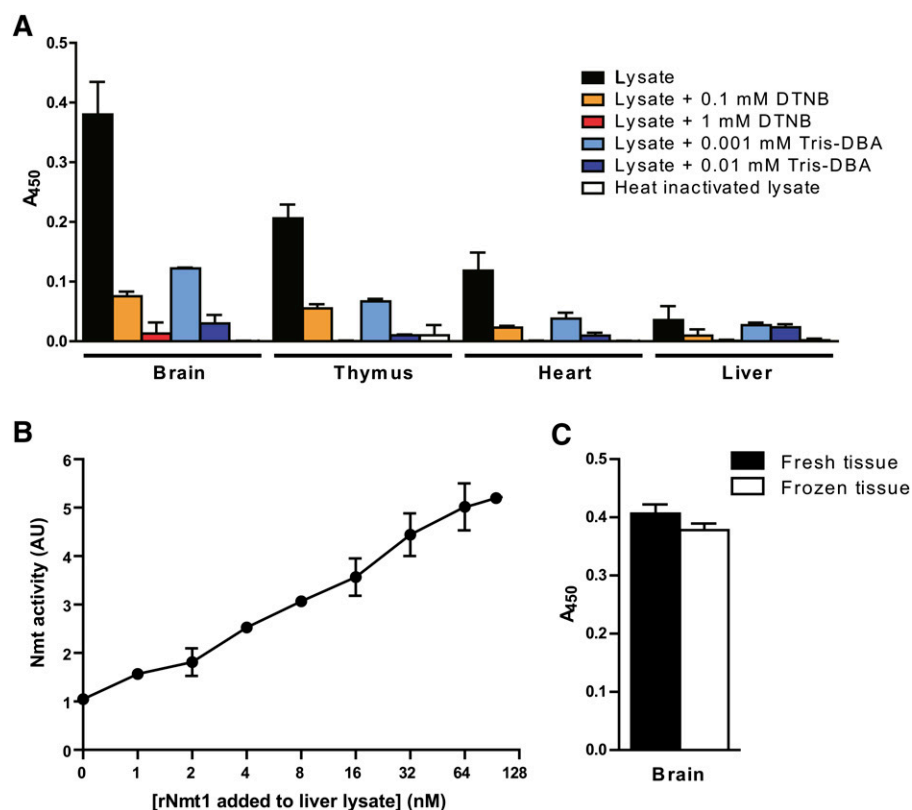 A
0.5
0.4
0.3
0.2
0.1
0.0
A450
Lysate
Lysate + 0.1 mM DTNB
Lysate + 1 mM DTNB
Lysate + 0.001 mM Tris-DBA
Lysate + 0.01 mM Tris-DBA
Heat inactivated lysate
Brain Thymus Heart Liver
B
6
5
4
3
2
1
0
Nmt activity (AU)
0 1 2 4 8 16 32 64 128
[rNmt1 added to liver lysate] (nM)
C
Fresh tissue
Frozen tissue
0.5
0.4
0.3
0.2
0.1
0.0
A450
Brain